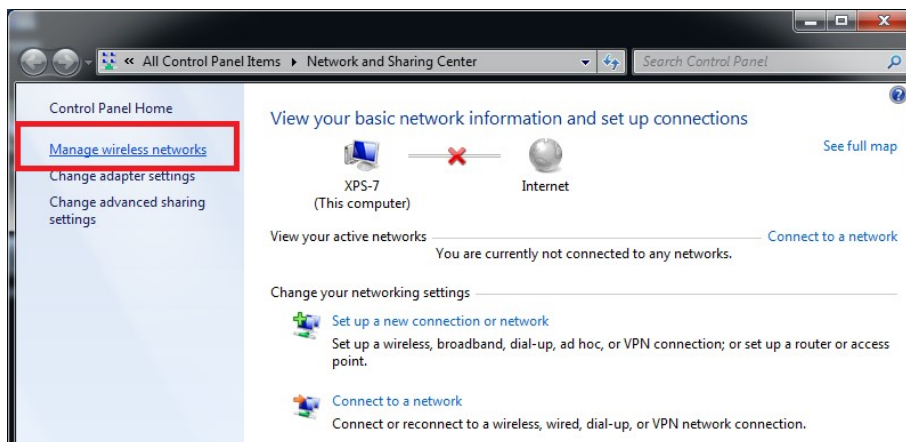 « All Control Panel Items ▸ Network and Sharing Center
Search Control Panel
Control Panel Home
Manage wireless networks
Change adapter settings
Change advanced sharing
settings
View your basic network information and set up connections
See full map
XPS-7
(This computer)
Internet
View your active networks
Connect to a network
You are currently not connected to any networks.
Change your networking settings
Set up a new connection or network
Set up a wireless, broadband, dial-up, ad hoc, or VPN connection; or set up a router or access
point.
Connect to a network
Connect or reconnect to a wireless, wired, dial-up, or VPN network connection.